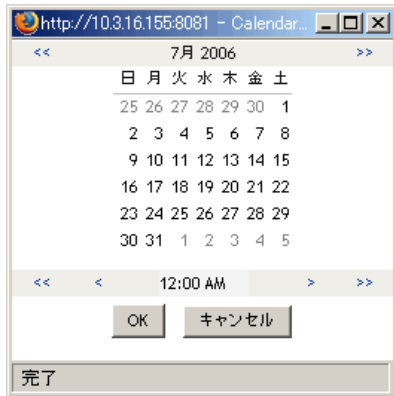 http://10.3.16.155:8081 - Calendar...
<< 7月 2006 >>
日 月 火 水 木 金 土
25 26 27 28 29 30 1
2 3 4 5 6 7 8
9 10 11 12 13 14 15
16 17 18 19 20 21 22
23 24 25 26 27 28 29
30 31 1 2 3 4 5
<< < 12:00 AM > >>
OK キャンセル
完了